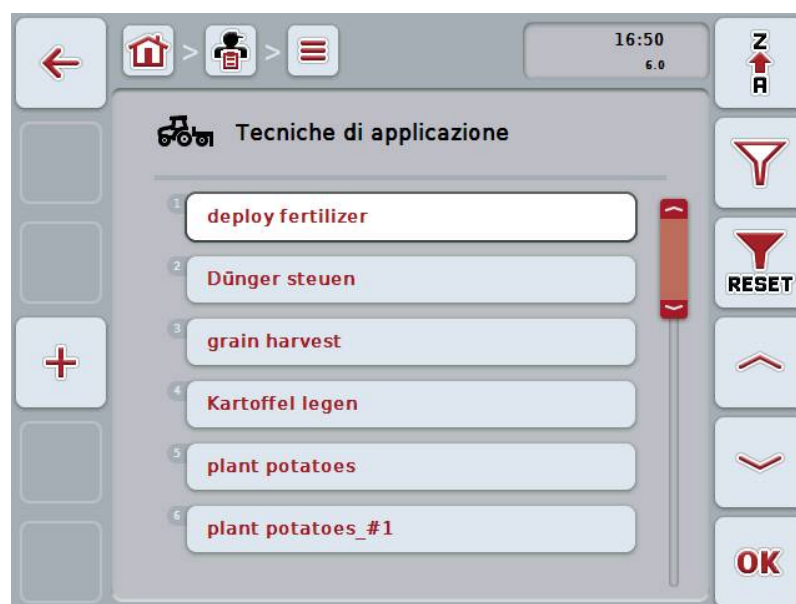 16:50
6.0
Z
A
Tecniche di applicazione
1
deploy fertilizer
2
Dünger steuen
RESET
3
grain harvest
4
Kartoffel legen
5
plant potatoes
6
plant potatoes_#1
OK